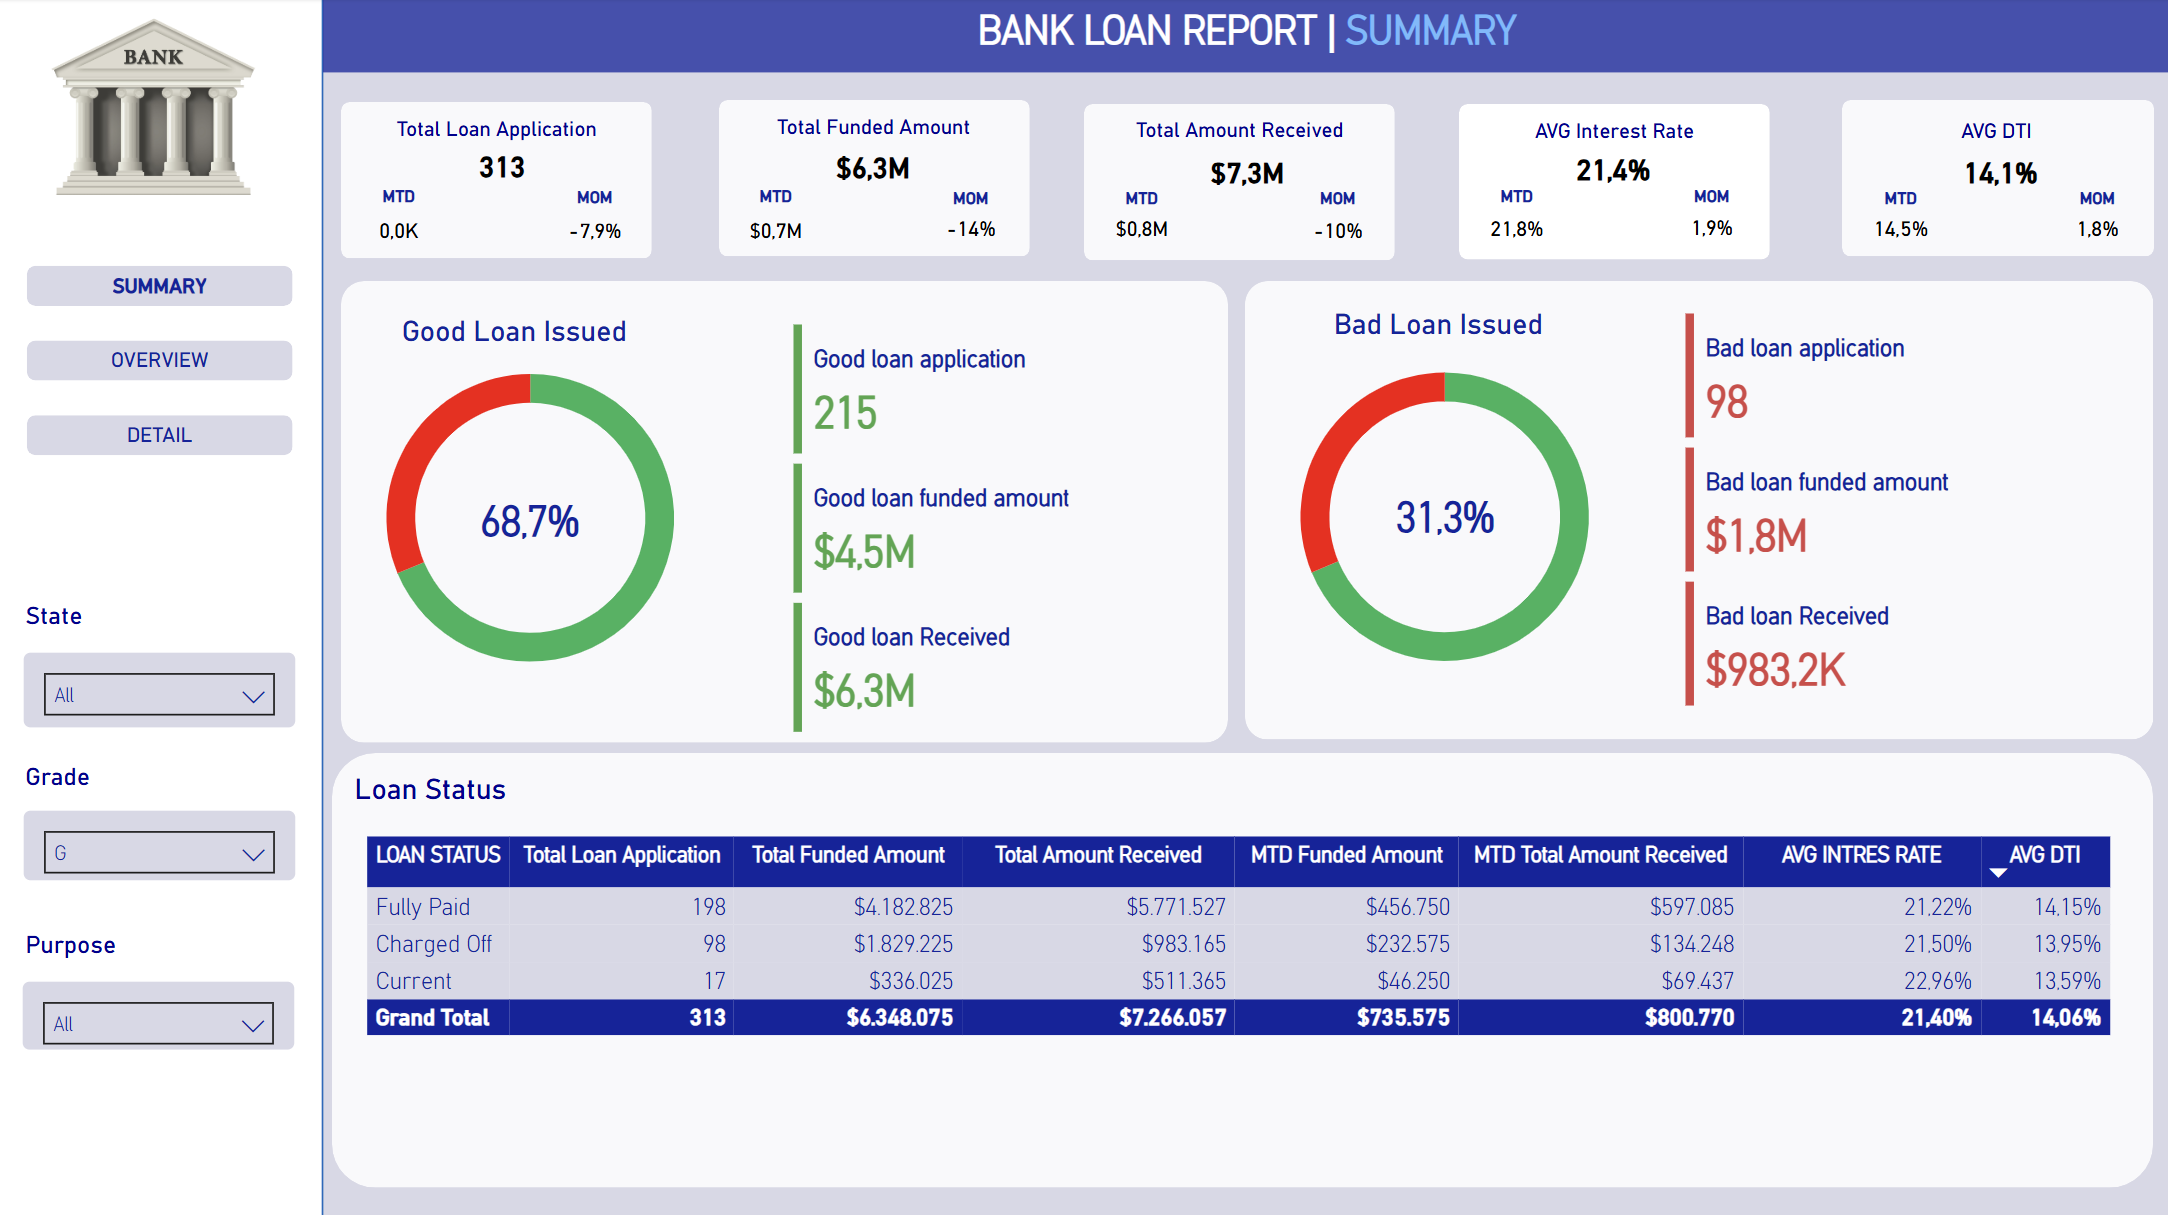 BANK
BANK LOAN REPORT | SUMMARY
SUMMARY
OVERVIEW
DETAIL
State
All
Grade
G
Purpose
All
Total Loan Application
313
MTD MOM
0,0K -7,9%
Total Funded Amount
$6,3M
MTD MOM
$0,7M -14%
Total Amount Received
$7,3M
MTD MOM
$0,8M -10%
AVG Interest Rate
21,4%
MTD MOM
21,8% 1,9%
AVG DTI
14,1%
MTD MOM
14,5% 1,8%
Good Loan Issued
68,7%
Good loan application
215
Good loan funded amount
$4,5M
Good loan Received
$6,3M
Bad Loan Issued
31,3%
Bad loan application
98
Bad loan funded amount
$1,8M
Bad loan Received
$983,2K
Loan Status
LOAN STATUS Total Loan Application Total Funded Amount Total Amount Received MTD Funded Amount MTD Total Amount Received AVG INTRES RATE AVG DTI
Fully Paid 198 $4.182.825 $5.771.527 $456.750 $597.085 21,22% 14,15%
Charged Off 98 $1.829.225 $983.165 $232.575 $134.248 21,50% 13,95%
Current 17 $336.025 $511.365 $46.250 $69.437 22,96% 13,59%
Grand Total 313 $6.348.075 $7.266.057 $735.575 $800.770 21,40% 14,06%